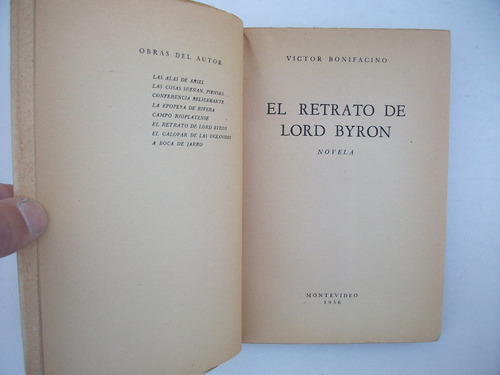 OBRAS DEL AUTOR
LAS ALAS DE ARIEL
LAS COSAS SUEÑAN, PIENSAN...
CONFERENCIA BELIGERANTE
LA EPOPEYA DE RIVERA
CAMPO RIOPLATENSE
EL RETRATO DE LORD BYRON
EL GALOPAR DE LAS OCEANIDES
A BOCA DE JARRO
VICTOR BONIFACINO
EL RETRATO DE
LORD BYRON
NOVELA
MONTEVIDEO
1956